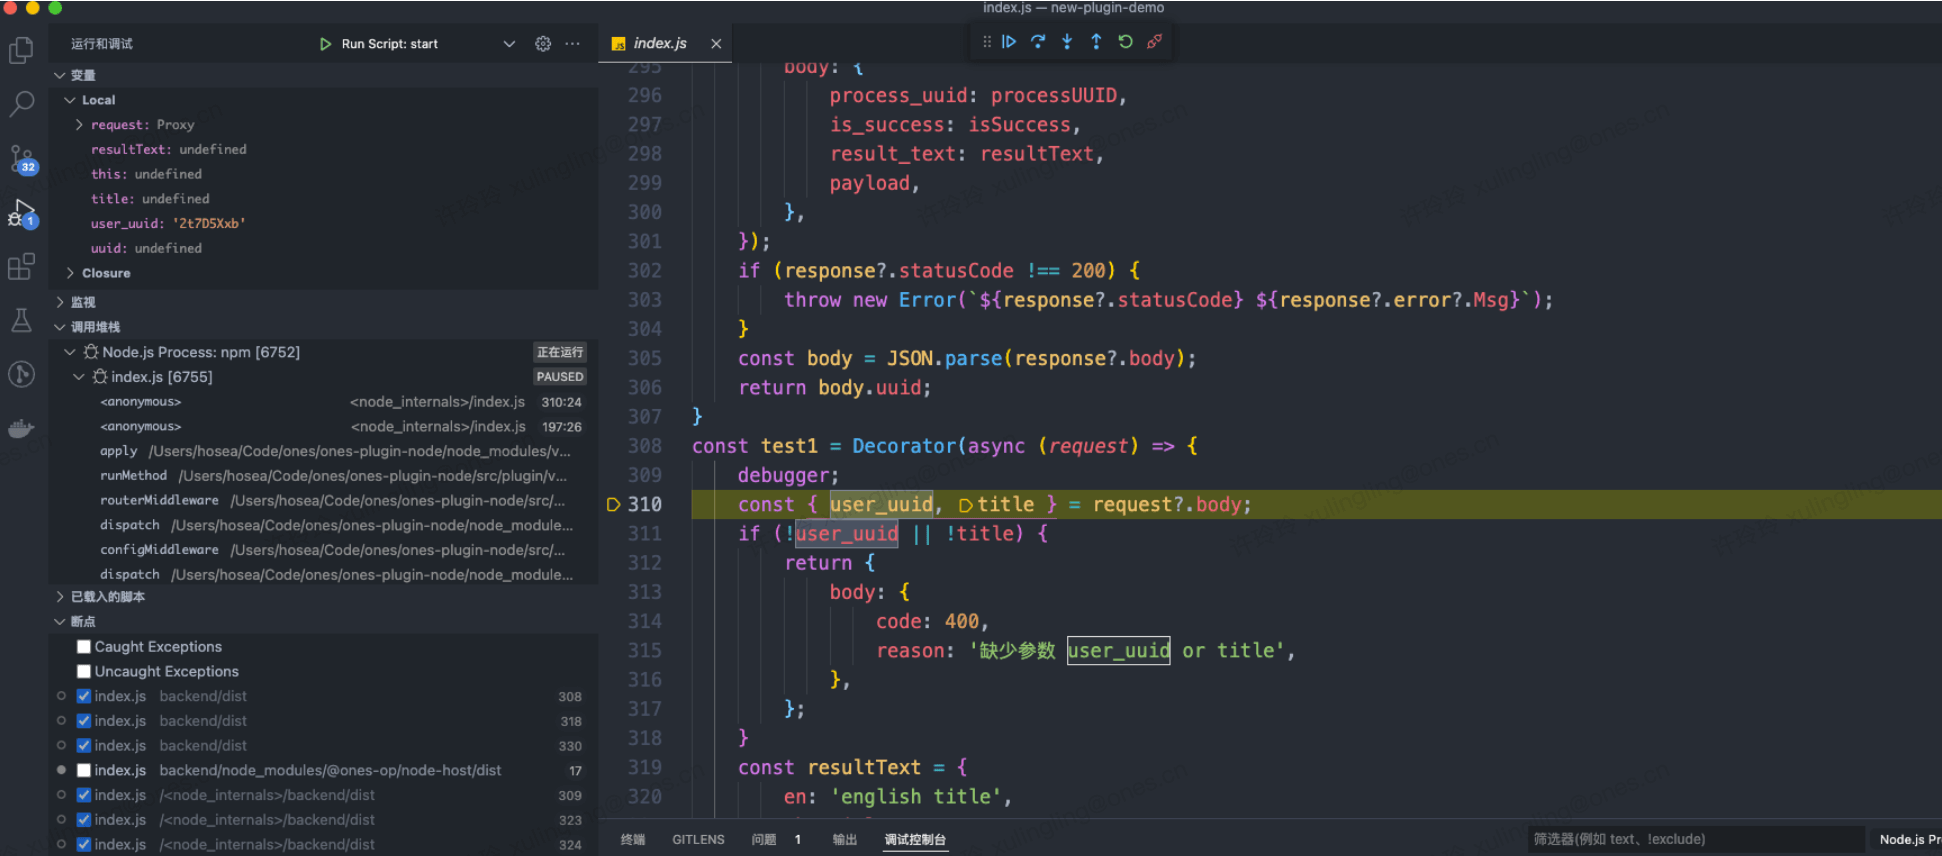 index.js — new-plugin-demo
运行和调试
Run Script: start
变量
Local
request: Proxy
resultText: undefined
this: undefined
title: undefined
user_uuid: '2t7D5Xxb'
uuid: undefined
Closure
监视
调用堆栈
Node.js Process: npm [6752] 正在运行
index.js [6755] PAUSED
<anonymous> <node_internals>/index.js 310:24
<anonymous> <node_internals>/index.js 197:26
apply /Users/hosea/Code/ones/ones-plugin-node/node_modules/v...
runMethod /Users/hosea/Code/ones/ones-plugin-node/src/plugin/v...
routerMiddleware /Users/hosea/Code/ones/ones-plugin-node/src/...
dispatch /Users/hosea/Code/ones/ones-plugin-node/node_module...
configMiddleware /Users/hosea/Code/ones/ones-plugin-node/src/...
dispatch /Users/hosea/Code/ones/ones-plugin-node/node_module...
已载入的脚本
断点
Caught Exceptions
Uncaught Exceptions
index.js backend/dist 308
index.js backend/dist 318
index.js backend/dist 330
index.js backend/node_modules/@ones-op/node-host/dist 17
index.js /<node_internals>/backend/dist 309
index.js /<node_internals>/backend/dist 323
index.js /<node_internals>/backend/dist 324
32
1
JS index.js
295 body: {
296 process_uuid: processUUID,
297 is_success: isSuccess,
298 result_text: resultText,
299 payload,
300 },
301 });
302 if (response?.statusCode !== 200) {
303 throw new Error(`${response?.statusCode} ${response?.error?.Msg}`);
304 }
305 const body = JSON.parse(response?.body);
306 return body.uuid;
307 }
308 const test1 = Decorator(async (request) => {
309 debugger;
310 const { user_uuid, title } = request?.body;
311 if (!user_uuid || !title) {
312 return {
313 body: {
314 code: 400,
315 reason: '缺少参数 user_uuid or title',
316 },
317 };
318 }
319 const resultText = {
320 en: 'english title',
终端 GITLENS 问题 1 输出 调试控制台
筛选器(例如 text、!exclude)
Node.js Pr